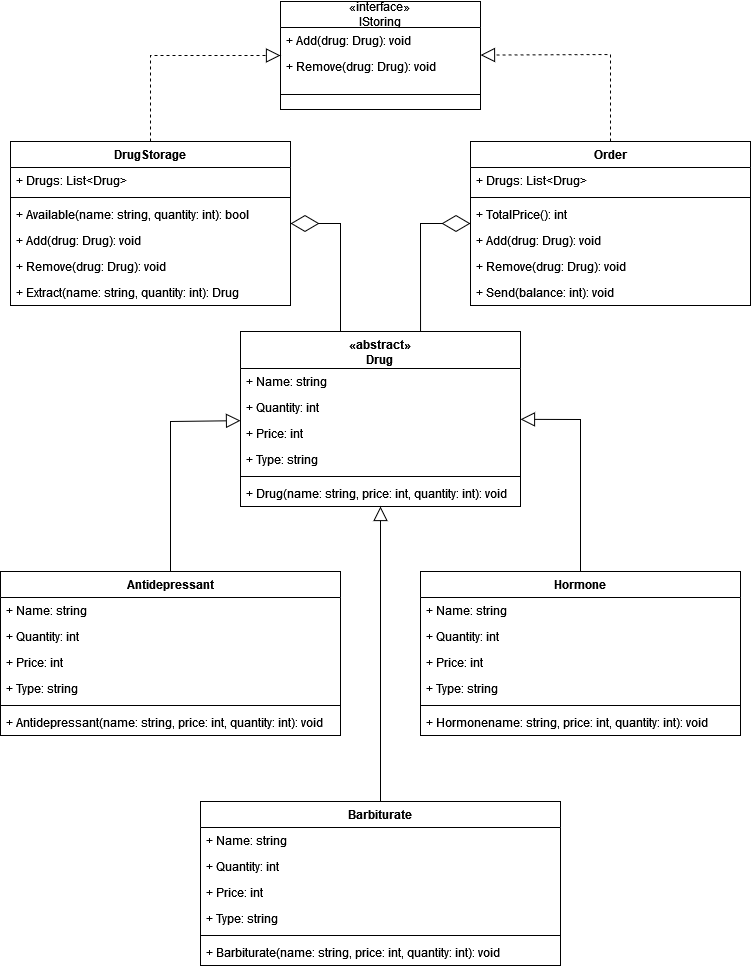 «interface»
IStoring
+ Add(drug: Drug): void
+ Remove(drug: Drug): void
DrugStorage
+ Drugs: List<Drug>
+ Available(name: string, quantity: int): bool
+ Add(drug: Drug): void
+ Remove(drug: Drug): void
+ Extract(name: string, quantity: int): Drug
Order
+ Drugs: List<Drug>
+ TotalPrice(): int
+ Add(drug: Drug): void
+ Remove(drug: Drug): void
+ Send(balance: int): void
«abstract»
Drug
+ Name: string
+ Quantity: int
+ Price: int
+ Type: string
+ Drug(name: string, price: int, quantity: int): void
Antidepressant
+ Name: string
+ Quantity: int
+ Price: int
+ Type: string
+ Antidepressant(name: string, price: int, quantity: int): void
Hormone
+ Name: string
+ Quantity: int
+ Price: int
+ Type: string
+ Hormonename: string, price: int, quantity: int): void
Barbiturate
+ Name: string
+ Quantity: int
+ Price: int
+ Type: string
+ Barbiturate(name: string, price: int, quantity: int): void